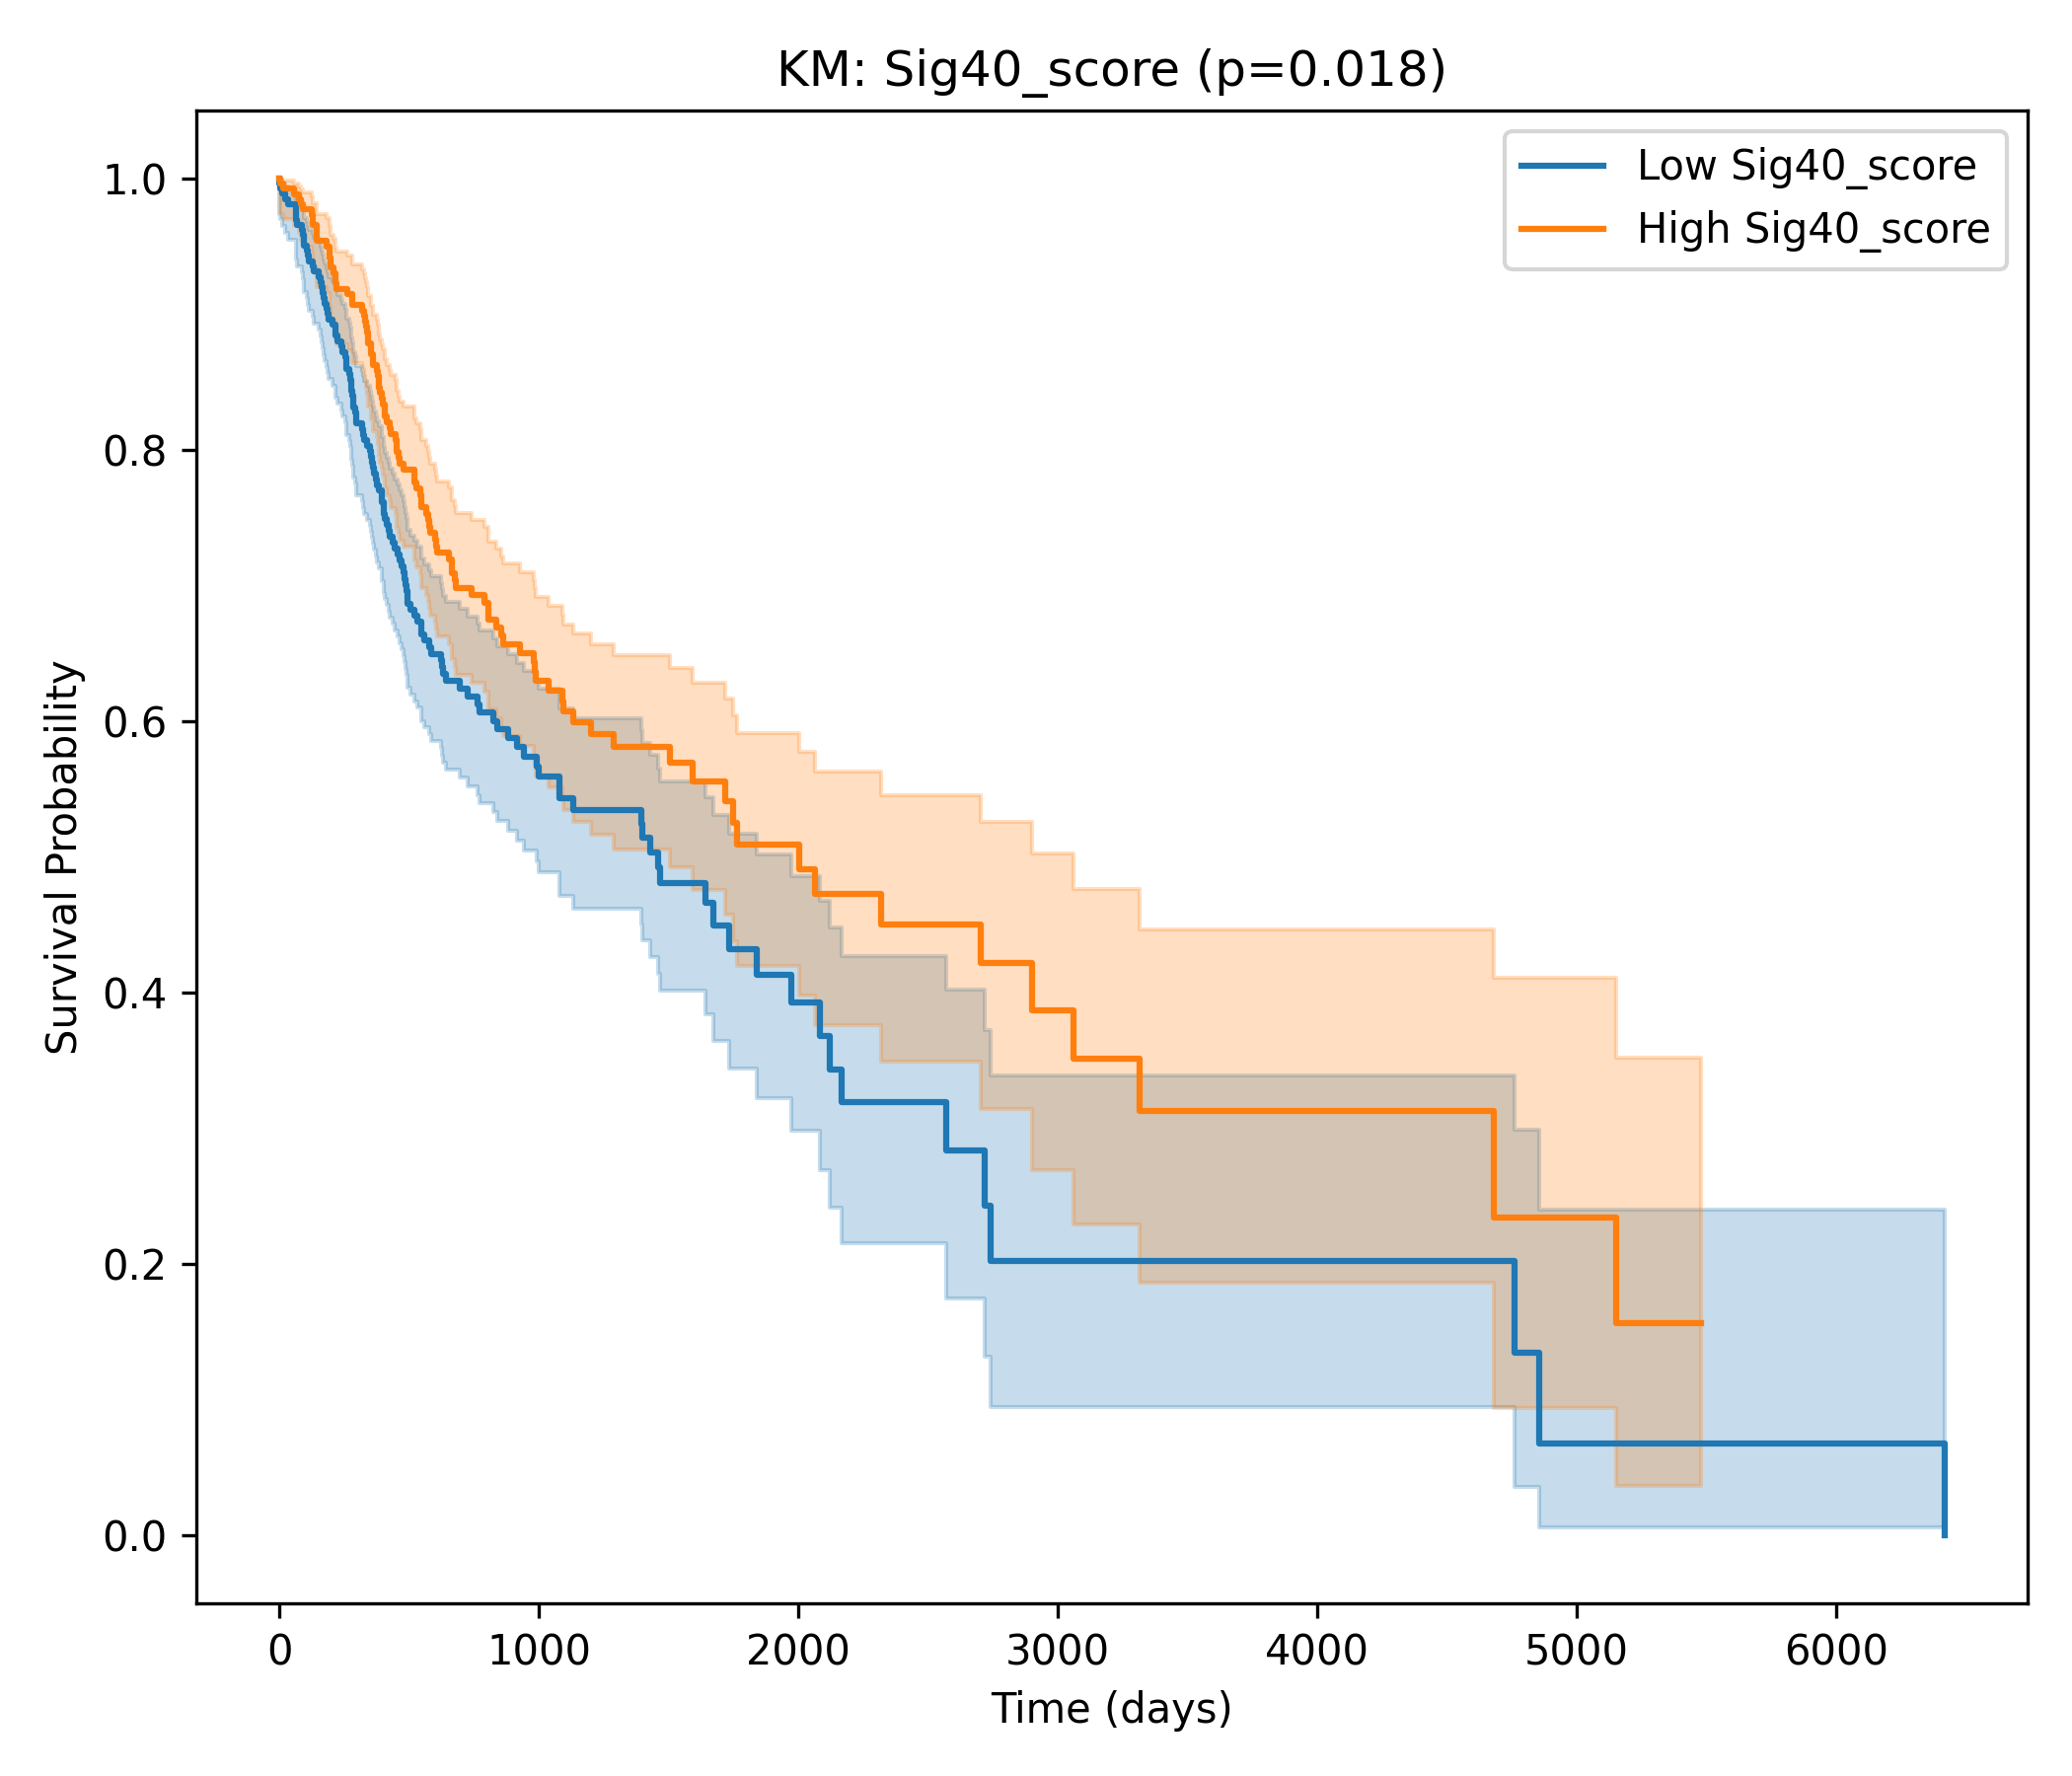 KM: Sig40_score (p=0.018)
Low Sig40_score
High Sig40_score
1.0
0.8
0.6
0.4
0.2
0.0
Survival Probability
0 1000 2000 3000 4000 5000 6000
Time (days)